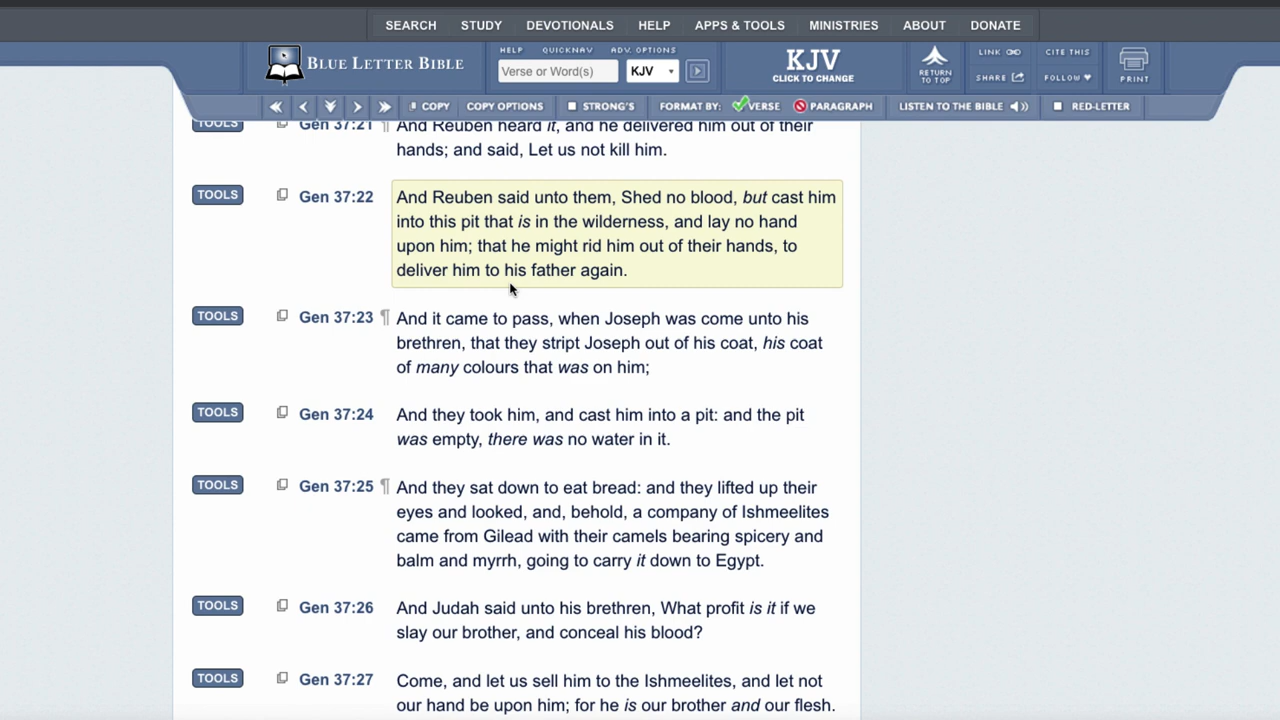 SEARCH STUDY DEVOTIONALS HELP APPS & TOOLS MINISTRIES ABOUT DONATE
BLUE LETTER BIBLE
HELP QUICKNAV ADV. OPTIONS
Verse or Word(s) KJV
KJV
CLICK TO CHANGE
RETURN
TO TOP
LINK CITE THIS
SHARE FOLLOW
PRINT
COPY COPY OPTIONS STRONG'S FORMAT BY: VERSE PARAGRAPH LISTEN TO THE BIBLE RED-LETTER
TOOLS Gen 37:21 ¶ And Reuben heard it, and he delivered him out of their
hands; and said, Let us not kill him.
TOOLS Gen 37:22 And Reuben said unto them, Shed no blood, but cast him
into this pit that is in the wilderness, and lay no hand
upon him; that he might rid him out of their hands, to
deliver him to his father again.
TOOLS Gen 37:23 ¶ And it came to pass, when Joseph was come unto his
brethren, that they stript Joseph out of his coat, his coat
of many colours that was on him;
TOOLS Gen 37:24 And they took him, and cast him into a pit: and the pit
was empty, there was no water in it.
TOOLS Gen 37:25 ¶ And they sat down to eat bread: and they lifted up their
eyes and looked, and, behold, a company of Ishmeelites
came from Gilead with their camels bearing spicery and
balm and myrrh, going to carry it down to Egypt.
TOOLS Gen 37:26 And Judah said unto his brethren, What profit is it if we
slay our brother, and conceal his blood?
TOOLS Gen 37:27 Come, and let us sell him to the Ishmeelites, and let not
our hand be upon him; for he is our brother and our flesh.